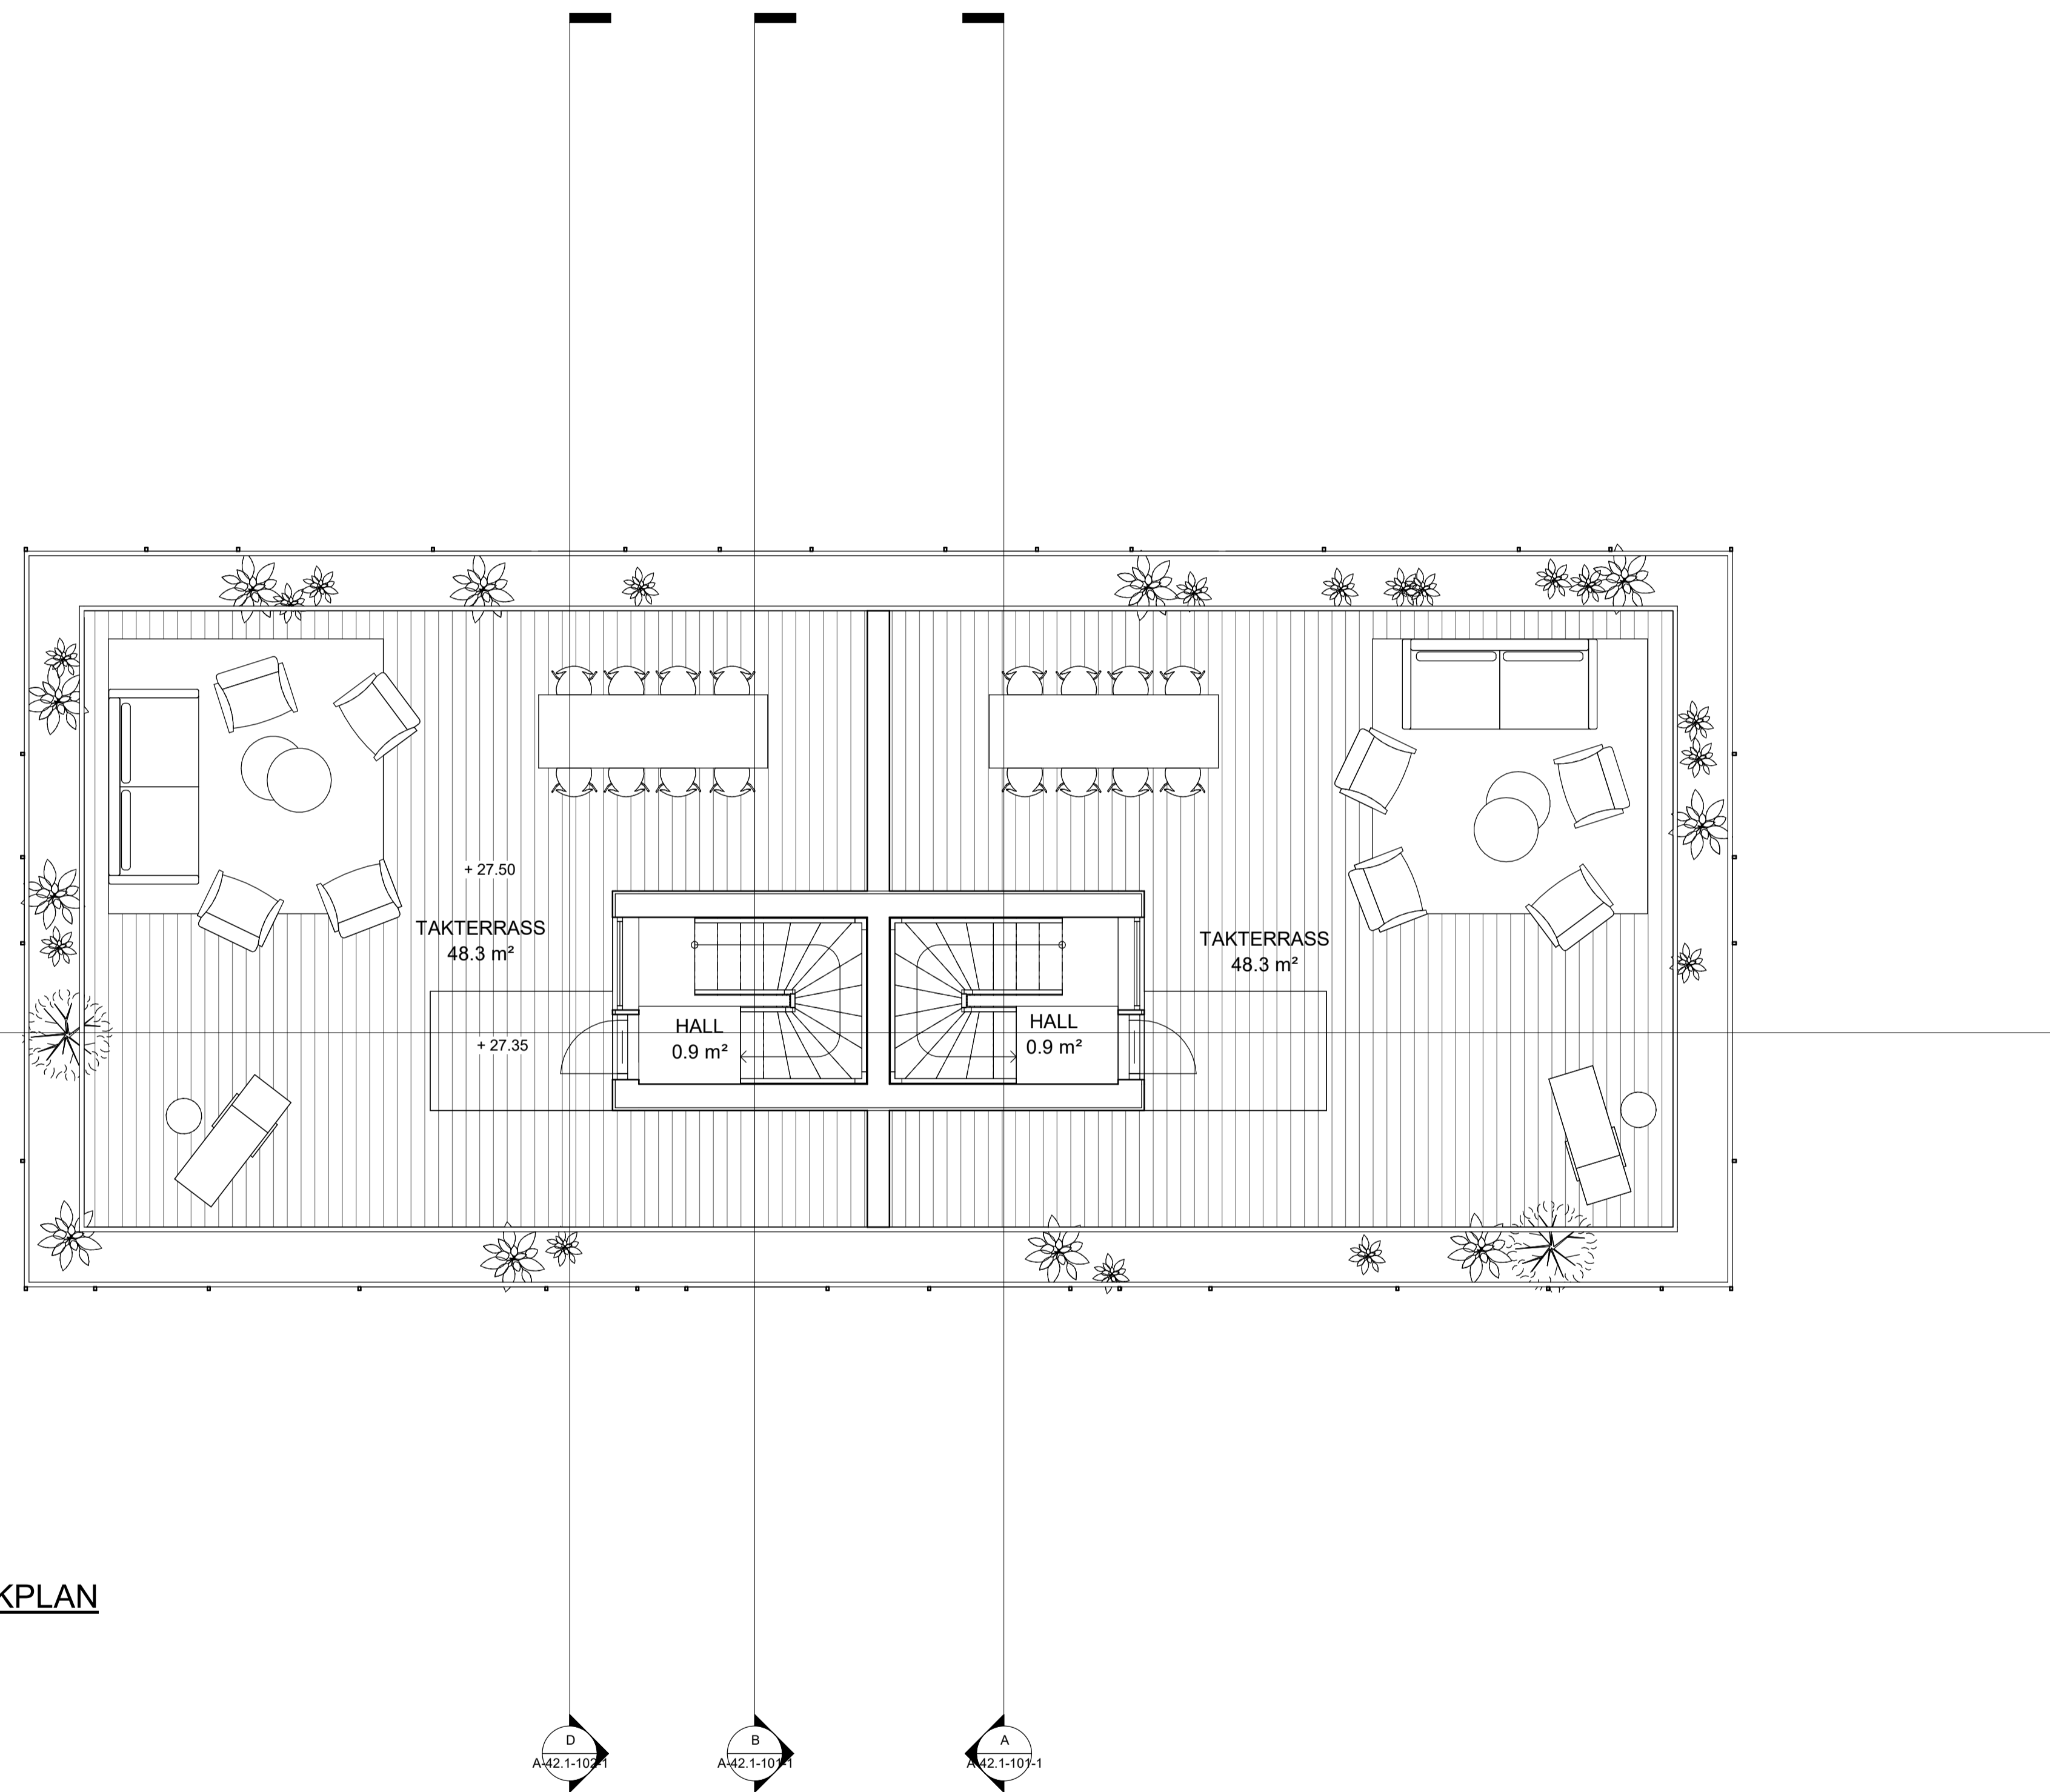 + 27.50
TAKTERRASS
48.3 m²
TAKTERRASS
48.3 m²
HALL
0.9 m²
HALL
0.9 m²
+ 27.35
KPLAN
D
A-42.1-102-1
B
A-42.1-101-1
A
A-42.1-101-1